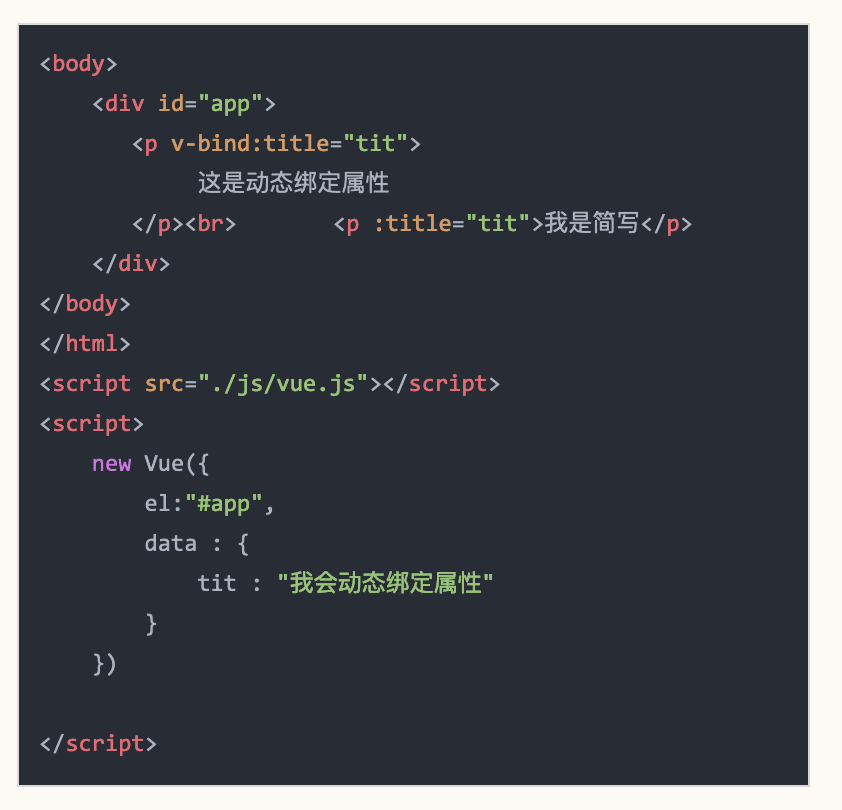 <body>
    <div id="app">
       <p v-bind:title="tit">
            这是动态绑定属性
       </p><br>       <p :title="tit">我是简写</p>
    </div>
</body>
</html>
<script src="./js/vue.js"></script>
<script>
    new Vue({
        el:"#app",
        data : {
            tit : "我会动态绑定属性"
        }
    })

</script>